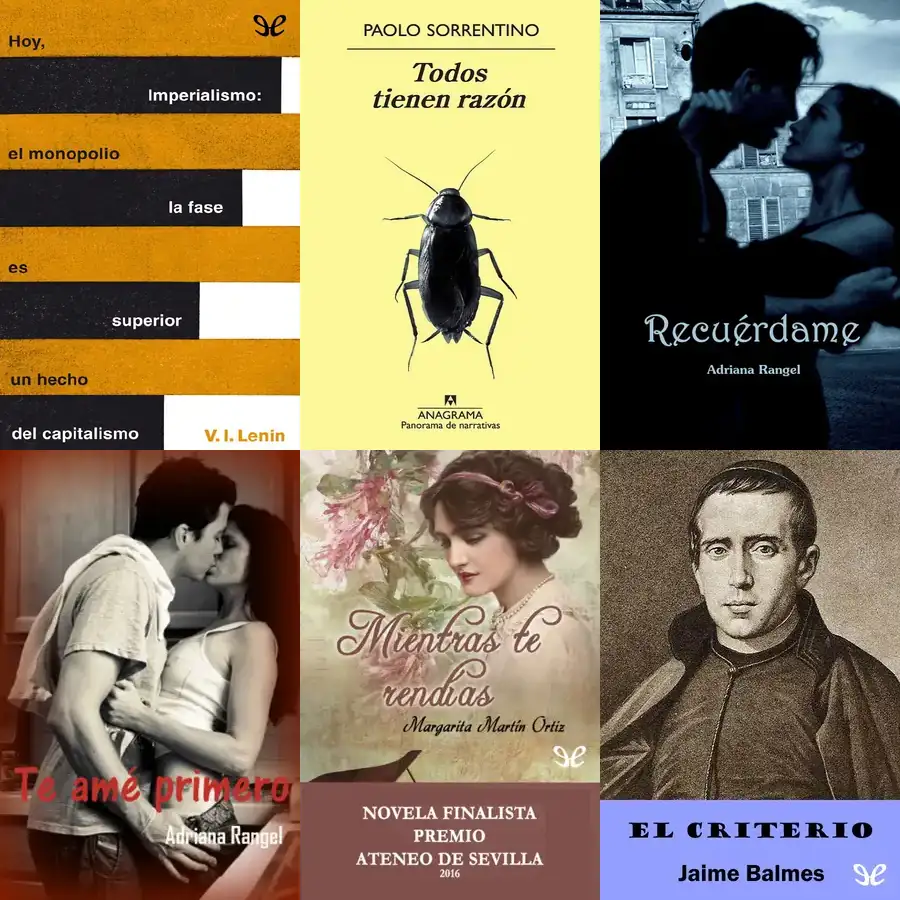 Hoy,
Imperialismo:
el monopolio
la fase
es
superior
un hecho
del capitalismo
V. I. Lenin
PAOLO SORRENTINO
Todos
tienen razón
ANAGRAMA
Panorama de narrativas
Recuérdame
Adriana Rangel
Te amé primero
Adriana Rangel
Mientras te
rendías
Margarita Martín Ortiz
NOVELA FINALISTA
PREMIO
ATENEO DE SEVILLA
2016
EL CRITERIO
Jaime Balmes